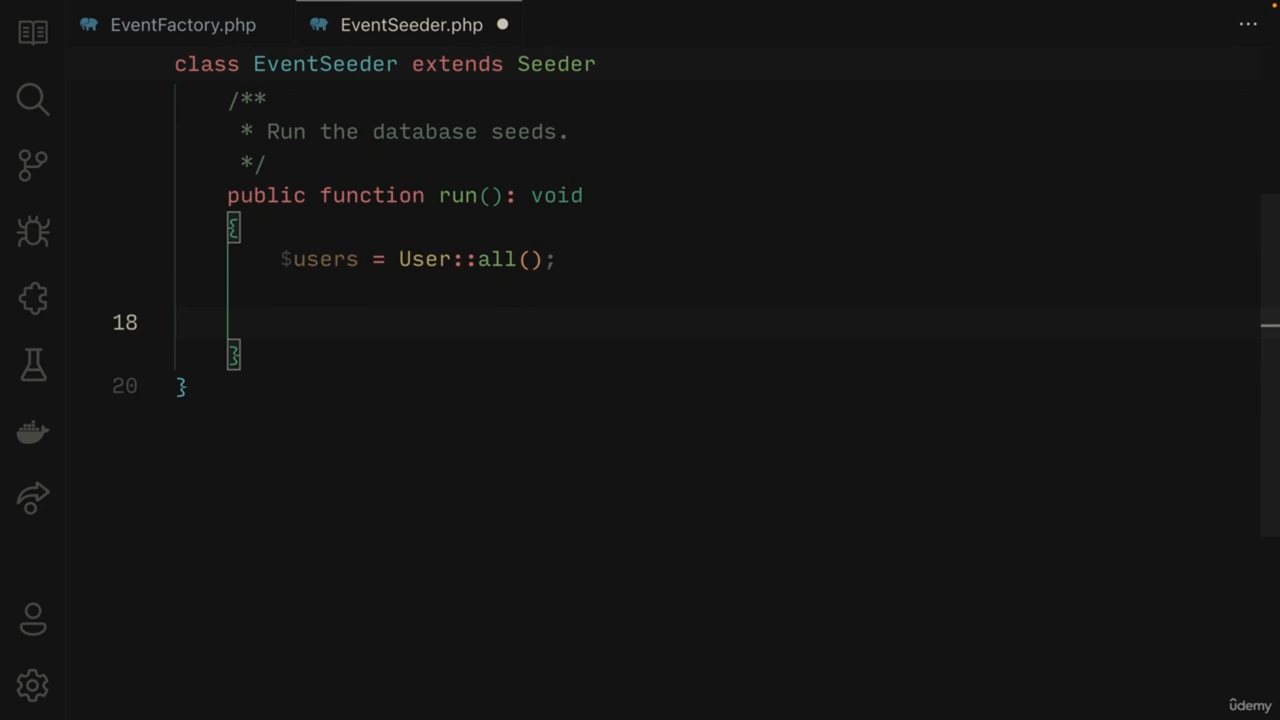 EventFactory.php EventSeeder.php
class EventSeeder extends Seeder
/**
* Run the database seeds.
*/
public function run(): void
{
$users = User::all();
18
}
20 }
ûdemy